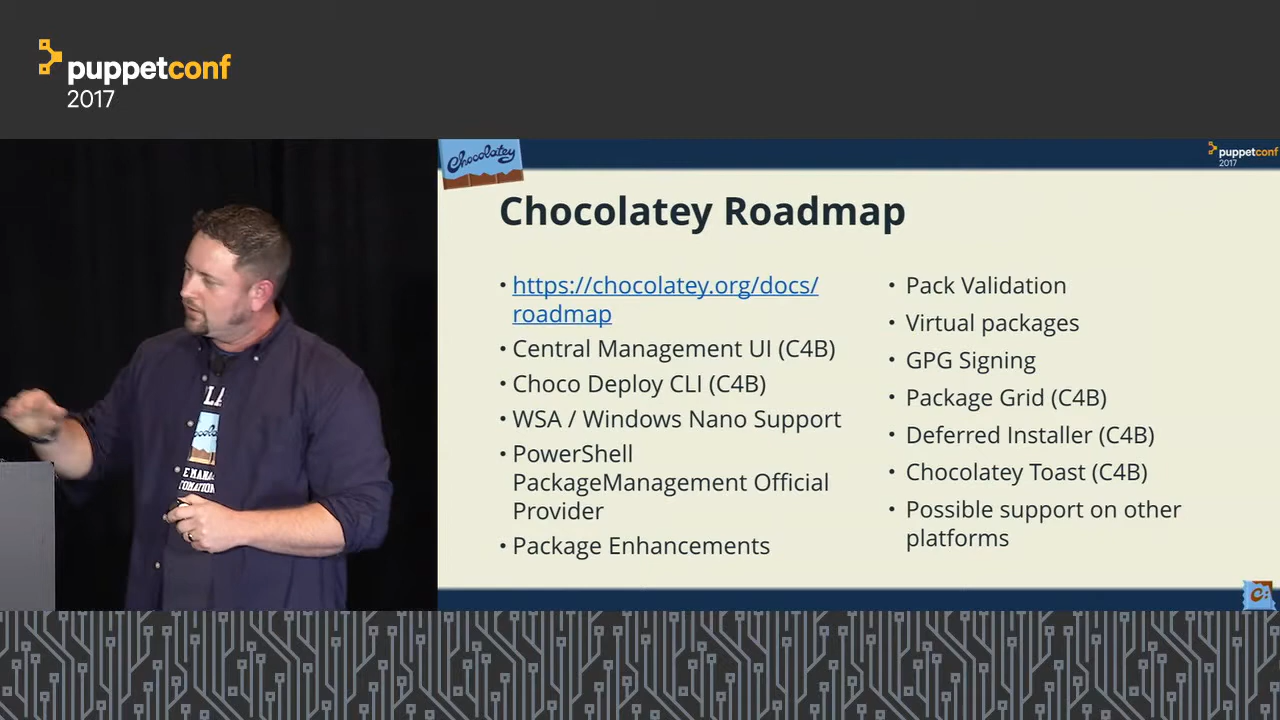 puppetconf
2017
Chocolatey
puppetconf
2017
Chocolatey Roadmap
• https://chocolatey.org/docs/
roadmap
• Central Management UI (C4B)
• Choco Deploy CLI (C4B)
• WSA / Windows Nano Support
• PowerShell
PackageManagement Official
Provider
• Package Enhancements
• Pack Validation
• Virtual packages
• GPG Signing
• Package Grid (C4B)
• Deferred Installer (C4B)
• Chocolatey Toast (C4B)
• Possible support on other
platforms